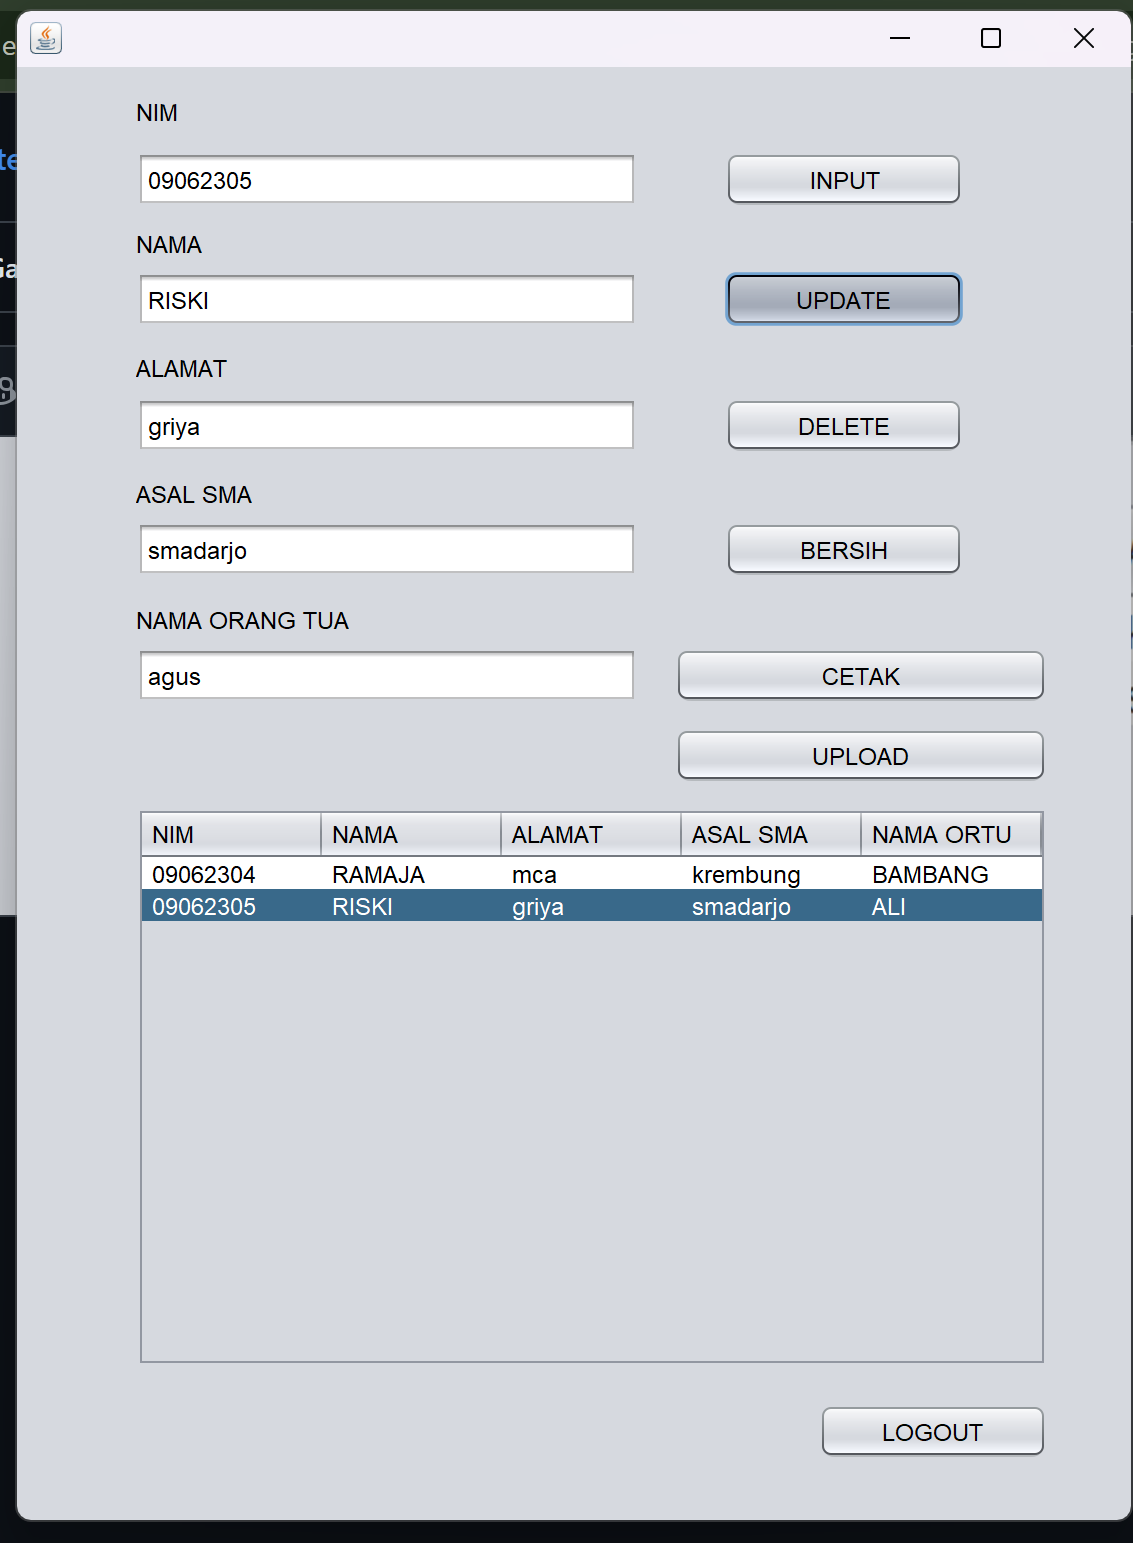 NIM
09062305
INPUT
NAMA
RISKI
UPDATE
ALAMAT
griya
DELETE
ASAL SMA
smadarjo
BERSIH
NAMA ORANG TUA
agus
CETAK
UPLOAD
NIM NAMA ALAMAT ASAL SMA NAMA ORTU
09062304 RAMAJA mca krembung BAMBANG
09062305 RISKI griya smadarjo ALI
LOGOUT